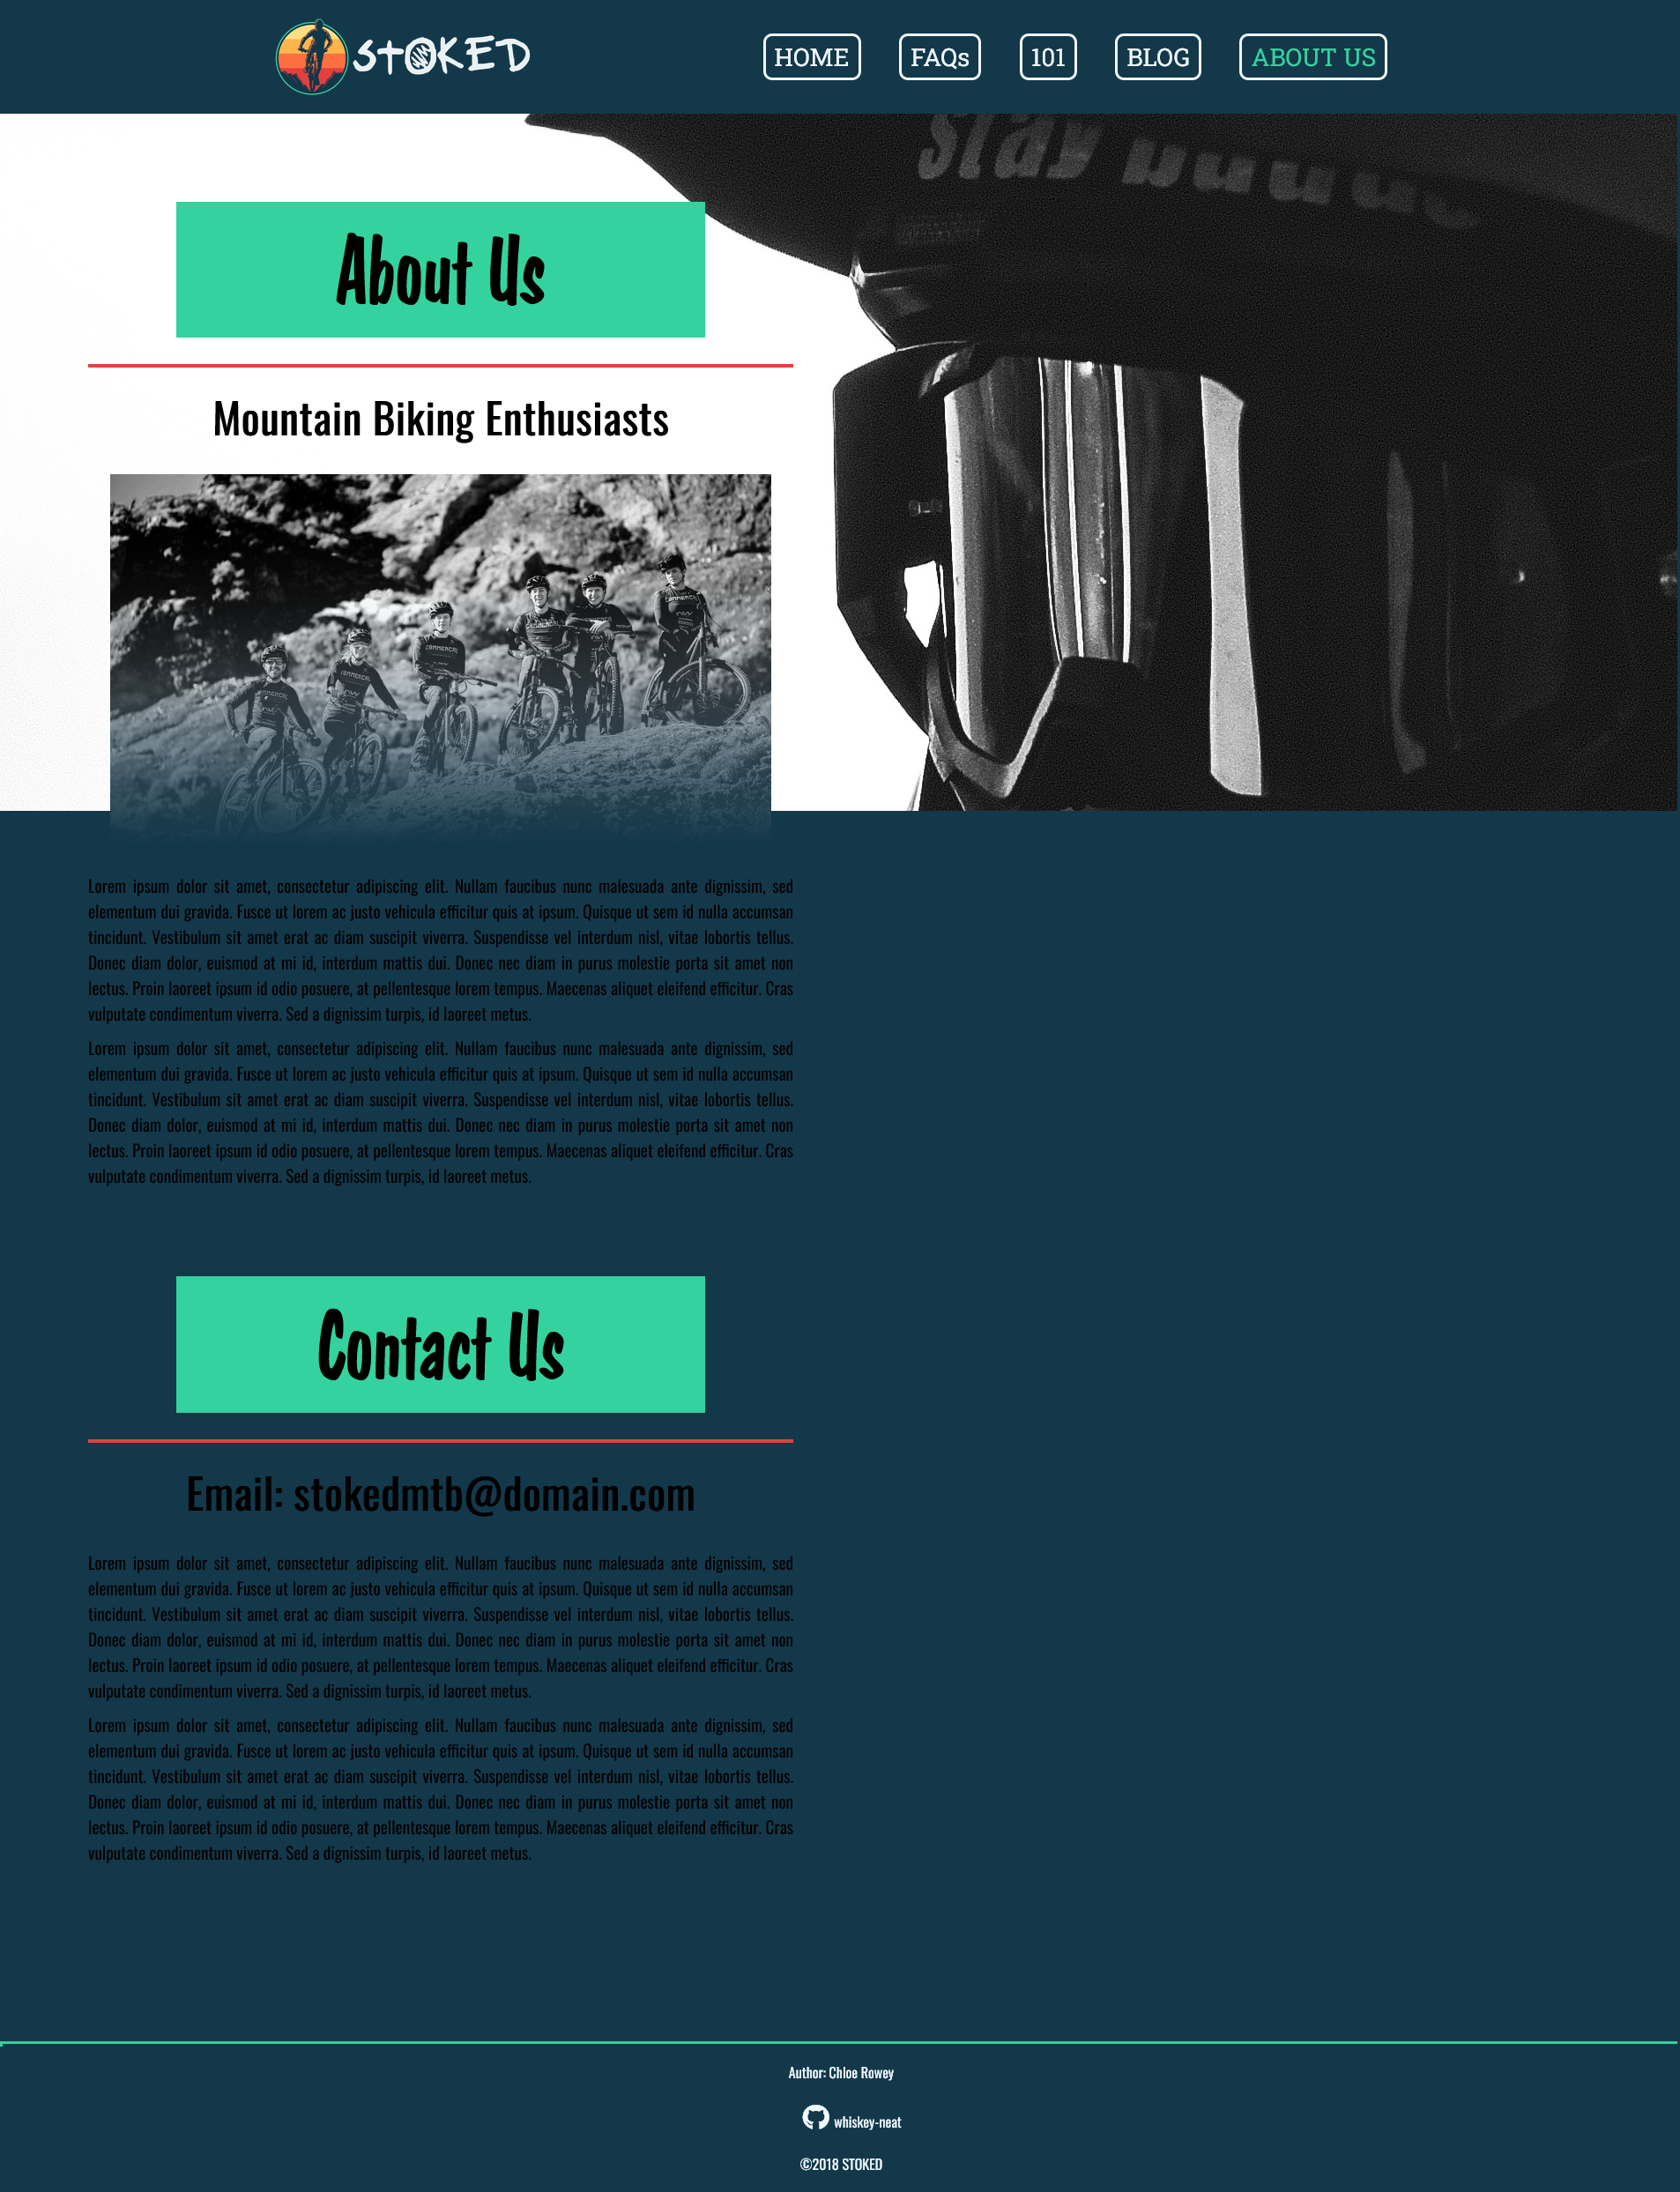 STOKED
HOME
FAQs
101
BLOG
ABOUT US
stay
About Us
Mountain Biking Enthusiasts
COMMENCAL
COMMENCAL
Lorem ipsum dolor sit amet, consectetur adipiscing elit. Nullam faucibus nunc malesuada ante dignissim, sed
elementum dui gravida. Fusce ut lorem ac justo vehicula efficitur quis at ipsum. Quisque ut sem id nulla accumsan
tincidunt. Vestibulum sit amet erat ac diam suscipit viverra. Suspendisse vel interdum nisl, vitae lobortis tellus.
Donec diam dolor, euismod at mi id, interdum mattis dui. Donec nec diam in purus molestie porta sit amet non
lectus. Proin laoreet ipsum id odio posuere, at pellentesque lorem tempus. Maecenas aliquet eleifend efficitur. Cras
vulputate condimentum viverra. Sed a dignissim turpis, id laoreet metus.
Lorem ipsum dolor sit amet, consectetur adipiscing elit. Nullam faucibus nunc malesuada ante dignissim, sed
elementum dui gravida. Fusce ut lorem ac justo vehicula efficitur quis at ipsum. Quisque ut sem id nulla accumsan
tincidunt. Vestibulum sit amet erat ac diam suscipit viverra. Suspendisse vel interdum nisl, vitae lobortis tellus.
Donec diam dolor, euismod at mi id, interdum mattis dui. Donec nec diam in purus molestie porta sit amet non
lectus. Proin laoreet ipsum id odio posuere, at pellentesque lorem tempus. Maecenas aliquet eleifend efficitur. Cras
vulputate condimentum viverra. Sed a dignissim turpis, id laoreet metus.
Contact Us
Email: stokedmtb@domain.com
Lorem ipsum dolor sit amet, consectetur adipiscing elit. Nullam faucibus nunc malesuada ante dignissim, sed
elementum dui gravida. Fusce ut lorem ac justo vehicula efficitur quis at ipsum. Quisque ut sem id nulla accumsan
tincidunt. Vestibulum sit amet erat ac diam suscipit viverra. Suspendisse vel interdum nisl, vitae lobortis tellus.
Donec diam dolor, euismod at mi id, interdum mattis dui. Donec nec diam in purus molestie porta sit amet non
lectus. Proin laoreet ipsum id odio posuere, at pellentesque lorem tempus. Maecenas aliquet eleifend efficitur. Cras
vulputate condimentum viverra. Sed a dignissim turpis, id laoreet metus.
Lorem ipsum dolor sit amet, consectetur adipiscing elit. Nullam faucibus nunc malesuada ante dignissim, sed
elementum dui gravida. Fusce ut lorem ac justo vehicula efficitur quis at ipsum. Quisque ut sem id nulla accumsan
tincidunt. Vestibulum sit amet erat ac diam suscipit viverra. Suspendisse vel interdum nisl, vitae lobortis tellus.
Donec diam dolor, euismod at mi id, interdum mattis dui. Donec nec diam in purus molestie porta sit amet non
lectus. Proin laoreet ipsum id odio posuere, at pellentesque lorem tempus. Maecenas aliquet eleifend efficitur. Cras
vulputate condimentum viverra. Sed a dignissim turpis, id laoreet metus.
Author: Chloe Rowey
whiskey-neat
©2018 STOKED